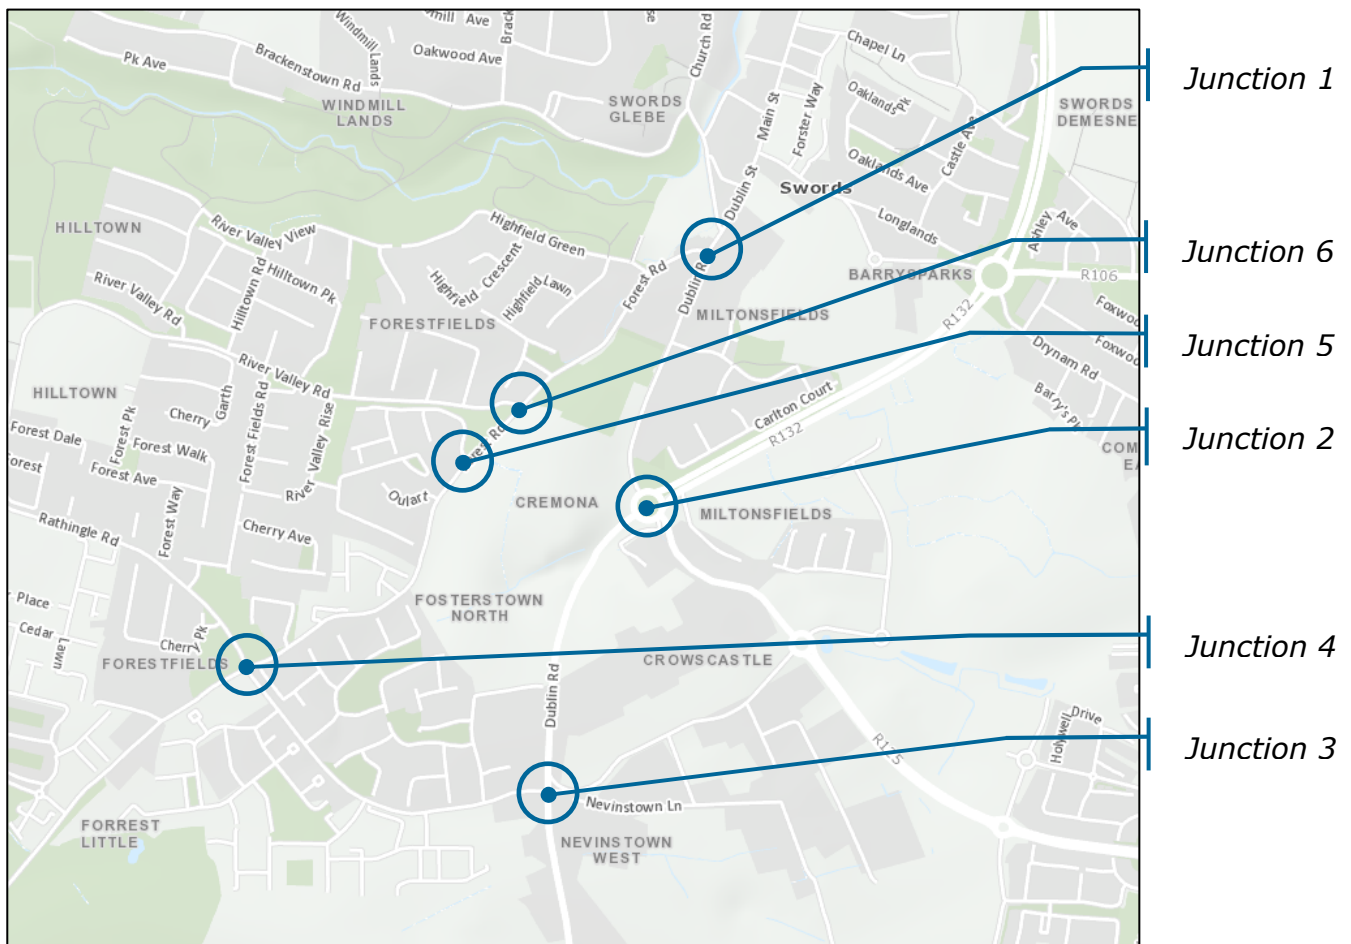 Windmill Lands
Brack
Church Rd
Pk Ave
Brackenstown Rd
Oakwood Ave
WINDMILL
LANDS
SWORDS
GLEBE
Main St
Forster Way
Chapel Ln
Oaklands Pk
Castle Ave
SWORDS
DEMESNE
Junction 1
Oaklands Ave
Swords
Dublin St
Longlands
Ashley
Ave
HILLTOWN
River Valley View
Highfield Green
Junction 6
BARRYSPARKS
R106
River Valley Rd
Hilltown Rd
Hilltown Pk
Highfield Crescent
Highfield Lawn
Forest Rd
Dublin Rd
MILTONSFIELDS
R132
FORESTFIELDS
Drynam Rd
Barry's Pk
Junction 5
River Valley Rd
HILLTOWN
Cherry
Garth
Forest Fields Rd
River Valley Rise
Carlton Court
R132
Forest Dale
Forest Pk
Forest Walk
Forest Ave
Junction 2
Forest Way
Oulart
CREMONA
MILTONSFIELDS
Rathingle Rd
Cherry Ave
Place
Cedar
Lawn
FOSTERSTOWN
NORTH
Cherry Pk
FORESTFIELDS
CROWSCASTLE
Junction 4
Dublin Rd
R125
Holywell
Drive
Junction 3
Nevinstown Ln
FORREST
LITTLE
NEVINSTOWN
WEST